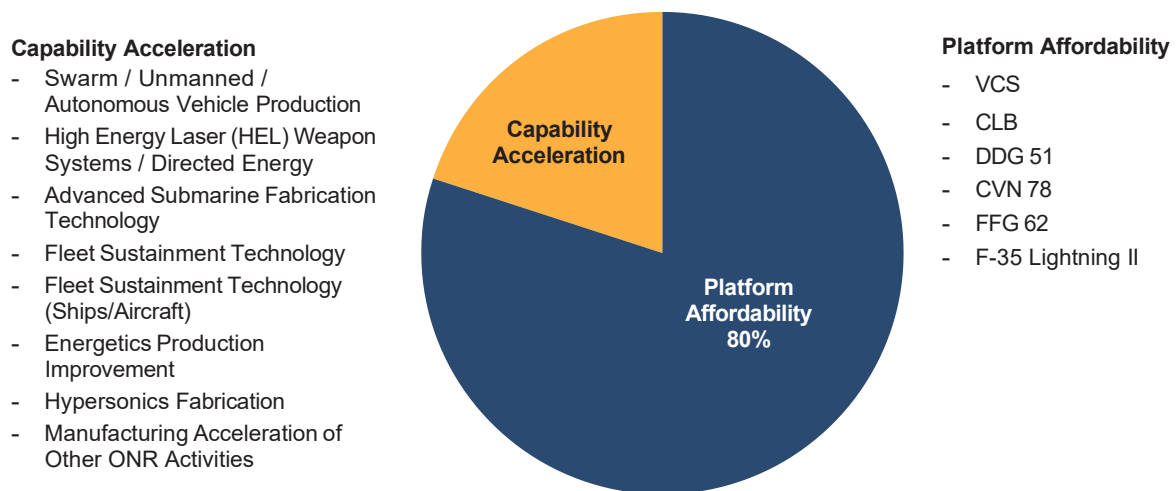 Capability Acceleration
- Swarm / Unmanned /
Autonomous Vehicle Production
- High Energy Laser (HEL) Weapon
Systems / Directed Energy
- Advanced Submarine Fabrication
Technology
- Fleet Sustainment Technology
- Fleet Sustainment Technology
(Ships/Aircraft)
- Energetics Production
Improvement
- Hypersonics Fabrication
- Manufacturing Acceleration of
Other ONR Activities
Capability
Acceleration
Platform
Affordability
80%
Platform Affordability
- VCS
- CLB
- DDG 51
- CVN 78
- FFG 62
- F-35 Lightning II